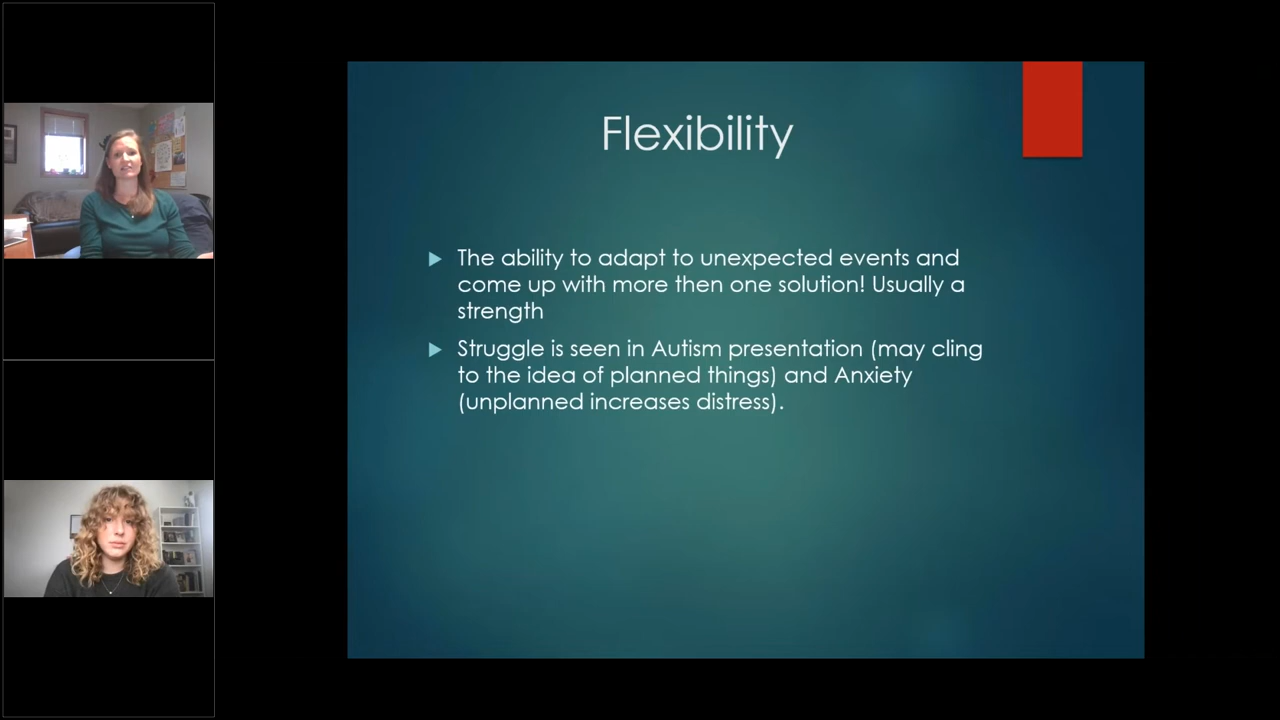 Flexibility
The ability to adapt to unexpected events and
come up with more then one solution! Usually a
strength
Struggle is seen in Autism presentation (may cling
to the idea of planned things) and Anxiety
(unplanned increases distress).